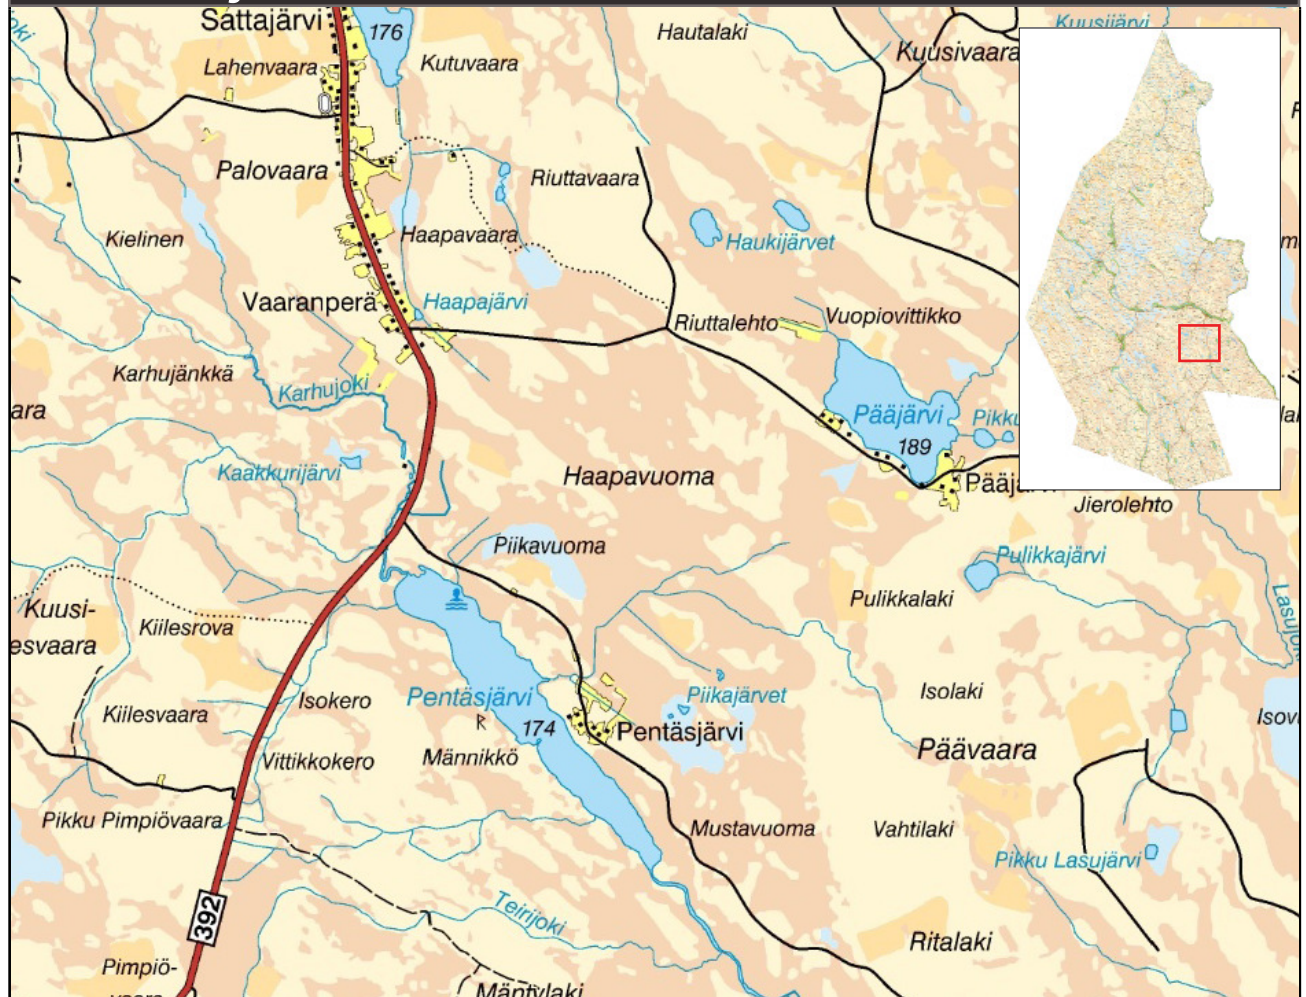 Sattajärvi
176
Hautalaki
Kuusijärvi
Kuusivaara
Lahenvaara
Kutuvaara
Palovaara
Riuttavaara
Kielinen
Haapavaara
Haukijärvet
Vaaranperä
Haapajärvi
Riuttalehto
Vuopiovittikko
Karhujänkkä
Karhujoki
Pääjärvi
Pikku
189
Kaakkurijärvi
Haapavuoma
Jierolehto
Piikavuoma
Pulikkajärvi
Pulikkalaki
Kuusi-
esvaara
Kiilesrova
Pentäsjärvi
Piikajärvet
Isolaki
Isokero
Kiilesvaara
174
Pentäsjärvi
Päävaara
Vittikkokero
Männikkö
Pikku Pimpiövaara
Mustavuoma
Vahtilaki
Pikku Lasujärvi
392
Teirijoki
Ritalaki
Pimpiö-
Mäntylaki